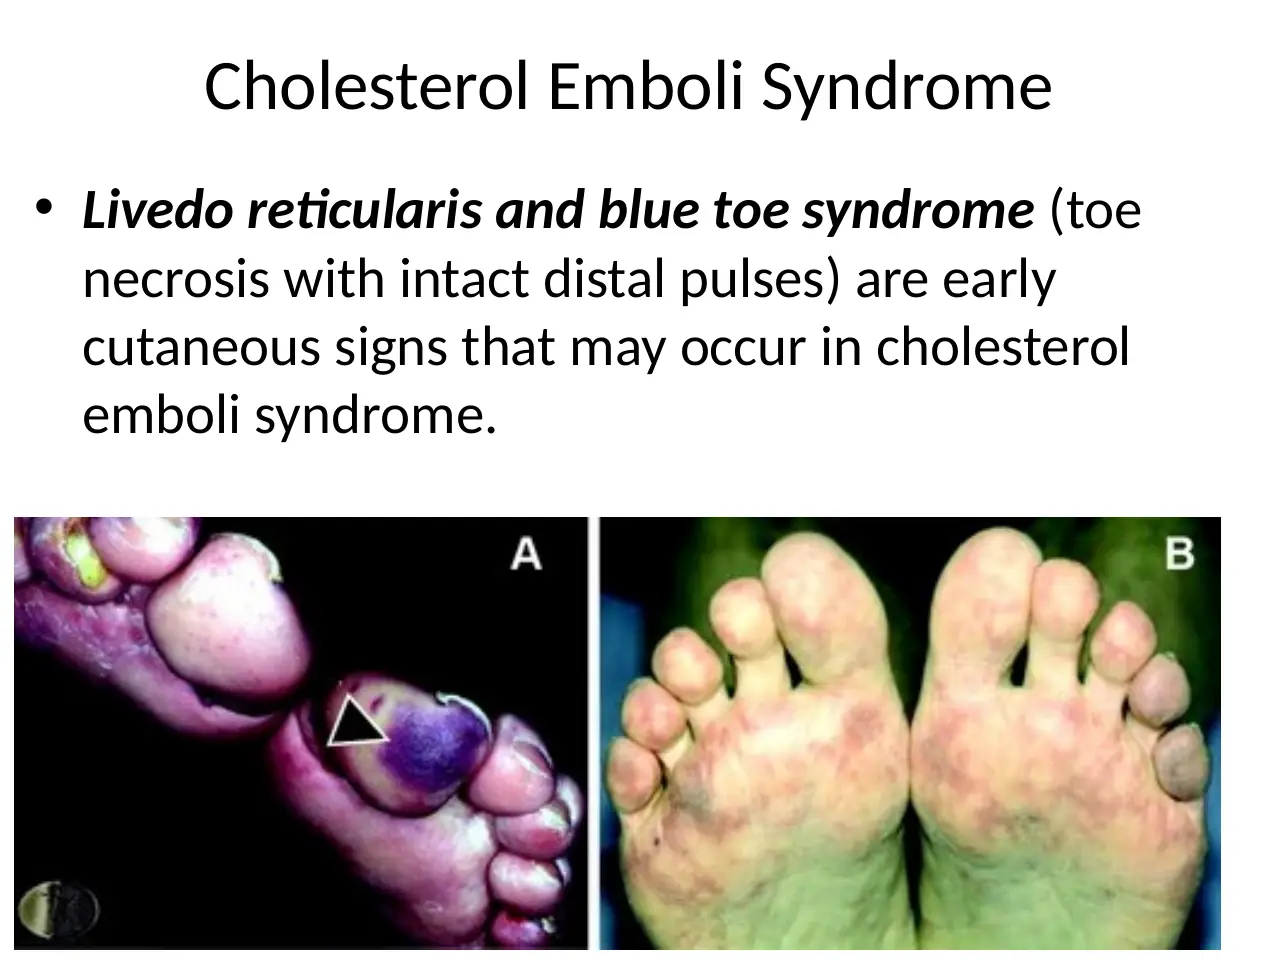 Cholesterol Emboli Syndrome
• Livedo reticularis and blue toe syndrome (toe
necrosis with intact distal pulses) are early
cutaneous signs that may occur in cholesterol
emboli syndrome.
A
B